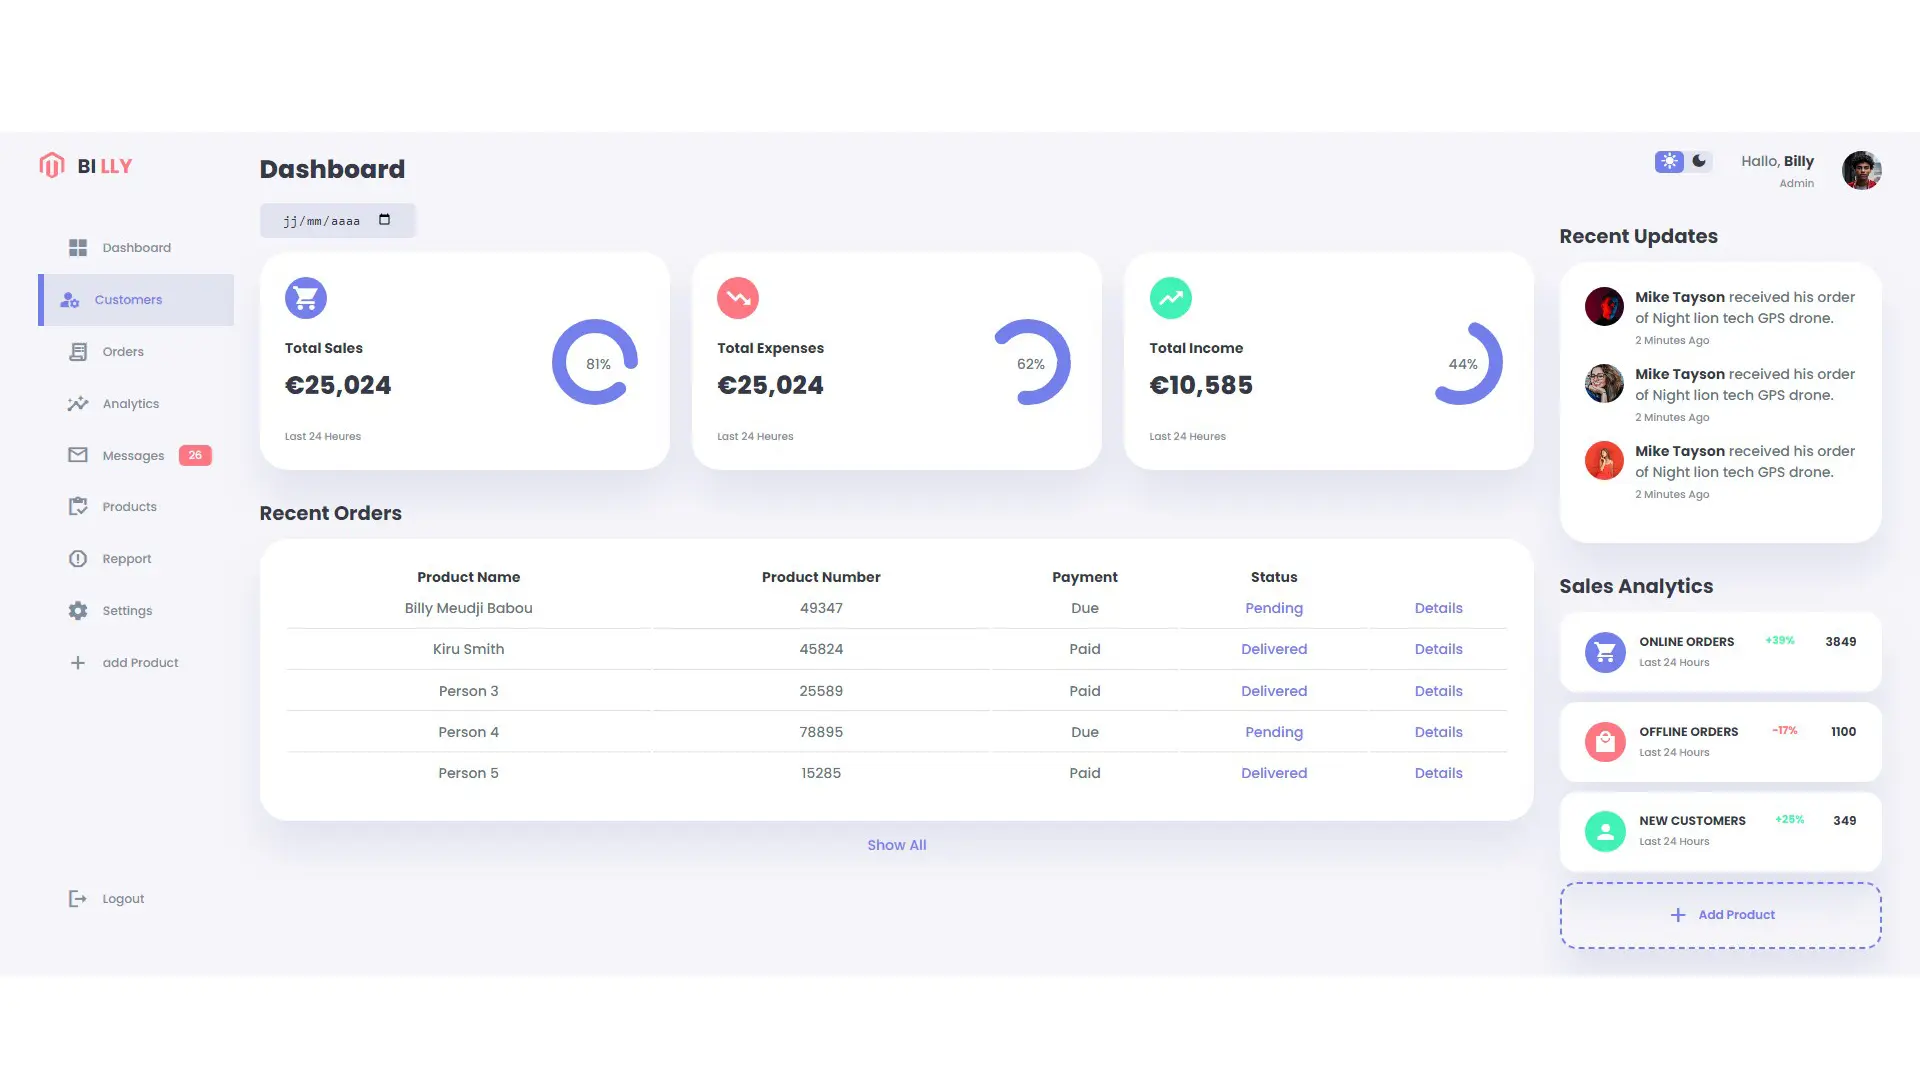 BILLY
Dashboard
Customers
Orders
Analytics
Messages 26
Products
Repport
Settings
add Product
Logout
Dashboard
jj/mm/aaaa
Total Sales
€25,024
81%
Last 24 Heures
Total Expenses
€25,024
62%
Last 24 Heures
Total Income
€10,585
44%
Last 24 Heures
Recent Orders
Product Name Product Number Payment Status
Billy Meudji Babou 49347 Due Pending Details
Kiru Smith 45824 Paid Delivered Details
Person 3 25589 Paid Delivered Details
Person 4 78895 Due Pending Details
Person 5 15285 Paid Delivered Details
Show All
Hallo, Billy
Admin
Recent Updates
Mike Tayson received his order
of Night lion tech GPS drone.
2 Minutes Ago
Mike Tayson received his order
of Night lion tech GPS drone.
2 Minutes Ago
Mike Tayson received his order
of Night lion tech GPS drone.
2 Minutes Ago
Sales Analytics
ONLINE ORDERS +39% 3849
Last 24 Hours
OFFLINE ORDERS -17% 1100
Last 24 Hours
NEW CUSTOMERS +25% 349
Last 24 Hours
Add Product